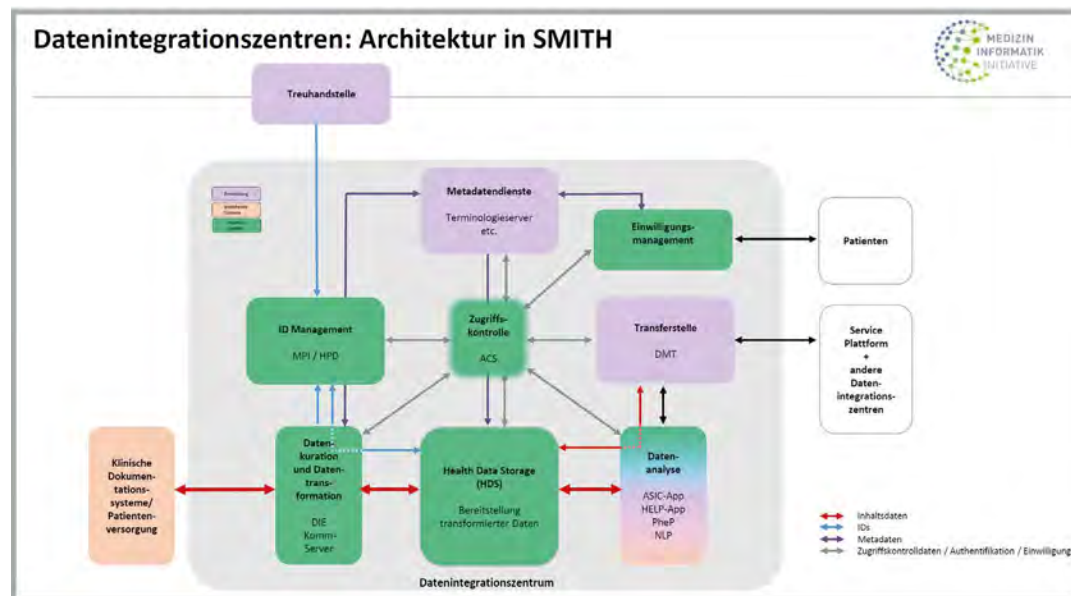 Datenintegrationszentren: Architektur in SMITH
MEDIZIN
INFORMATIK
INITIATIVE
Treuhandstelle
Metadatendienste
Terminologieserver
etc.
Einwilligungs-
management
Patienten
ID Management
MPI / HPD
Zugriffs-
kontrolle
ACS
Transferstelle
DMT
Service
Plattform
+
andere
Daten-
integrations-
zentren
Klinische
Dokumen-
tations-
systeme/
Patienten-
versorgung
Daten-
kuration
und Daten-
trans-
formation
DIE
Komm-
Server
Health Data Storage
(HDS)
Bereitstellung
transformierter Daten
Daten-
analyse
ASIC-App
HELP-App
PheP
NLP
Inhaltsdaten
IDs
Metadaten
Zugriffskontrolldaten / Authentifikation / Einwilligung
Datenintegrationszentrum